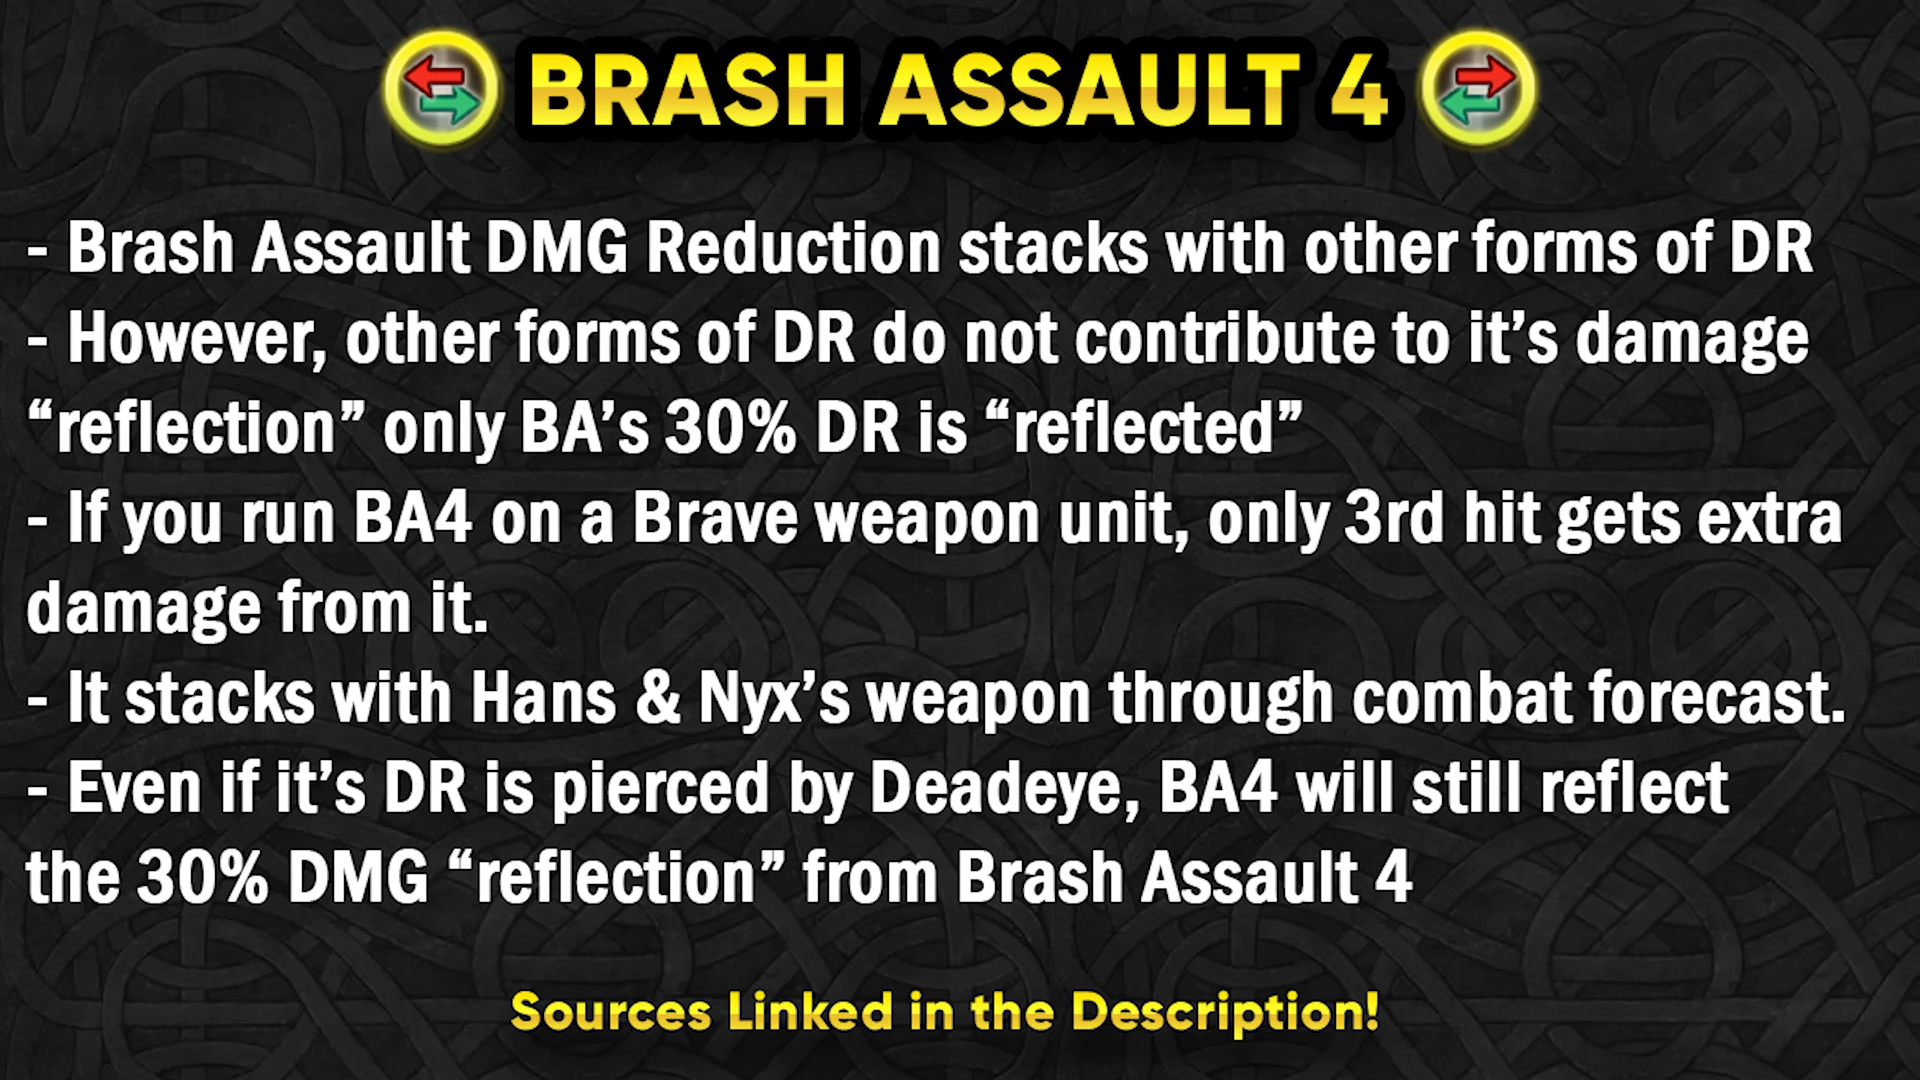 BRASH ASSAULT 4
- Brash Assault DMG Reduction stacks with other forms of DR
- However, other forms of DR do not contribute to it’s damage
“reflection” only BA’s 30% DR is “reflected”
- If you run BA4 on a Brave weapon unit, only 3rd hit gets extra
damage from it.
- It stacks with Hans & Nyx’s weapon through combat forecast.
- Even if it’s DR is pierced by Deadeye, BA4 will still reflect
the 30% DMG “reflection” from Brash Assault 4
Sources Linked in the Description!